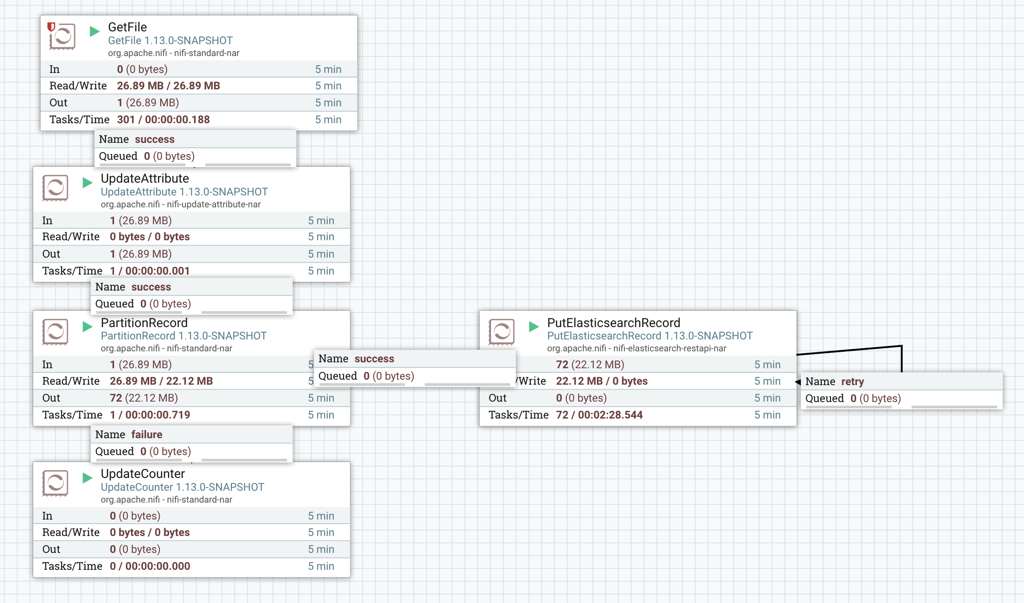 GetFile
GetFile 1.13.0-SNAPSHOT
org.apache.nifi - nifi-standard-nar
In 0 (0 bytes) 5 min
Read/Write 26.89 MB / 26.89 MB 5 min
Out 1 (26.89 MB) 5 min
Tasks/Time 301 / 00:00:00.188 5 min
Name success
Queued 0 (0 bytes)
UpdateAttribute
UpdateAttribute 1.13.0-SNAPSHOT
org.apache.nifi - nifi-update-attribute-nar
In 1 (26.89 MB) 5 min
Read/Write 0 bytes / 0 bytes 5 min
Out 1 (26.89 MB) 5 min
Tasks/Time 1 / 00:00:00.001 5 min
Name success
Queued 0 (0 bytes)
PartitionRecord
PartitionRecord 1.13.0-SNAPSHOT
org.apache.nifi - nifi-standard-nar
In 1 (26.89 MB) 5 min
Read/Write 26.89 MB / 22.12 MB 5 min
Out 72 (22.12 MB) 5 min
Tasks/Time 1 / 00:00:00.719 5 min
Name success
Queued 0 (0 bytes)
PutElasticsearchRecord
PutElasticsearchRecord 1.13.0-SNAPSHOT
org.apache.nifi - nifi-elasticsearch-restapi-nar
72 (22.12 MB) 5 min
/Write 22.12 MB / 0 bytes 5 min
Out 0 (0 bytes) 5 min
Tasks/Time 72 / 00:02:28.544 5 min
Name retry
Queued 0 (0 bytes)
Name failure
Queued 0 (0 bytes)
UpdateCounter
UpdateCounter 1.13.0-SNAPSHOT
org.apache.nifi - nifi-standard-nar
In 0 (0 bytes) 5 min
Read/Write 0 bytes / 0 bytes 5 min
Out 0 (0 bytes) 5 min
Tasks/Time 0 / 00:00:00.000 5 min